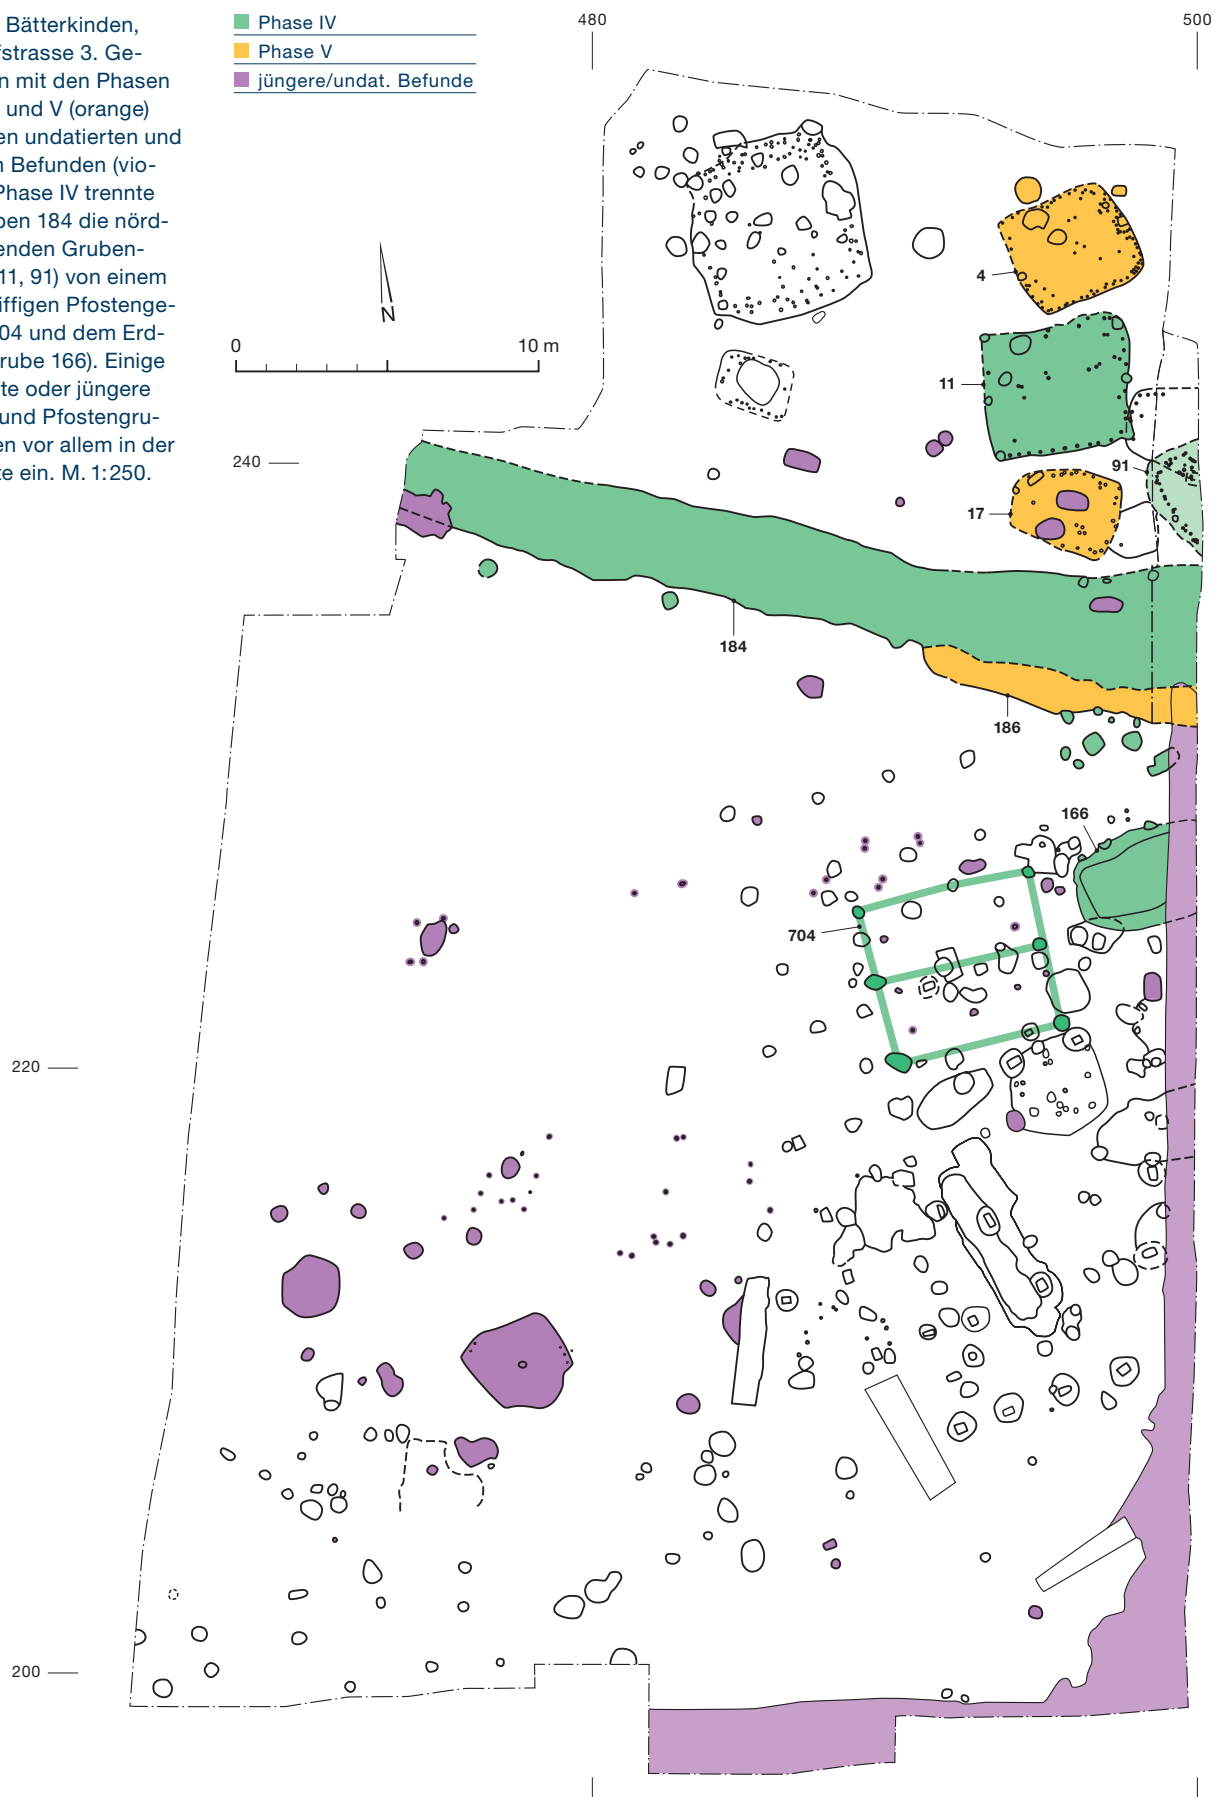 Bätterkinden,
fstrasse 3. Ge-
n mit den Phasen
und V (orange)
en undatierten und
n Befunden (vio-
Phase IV trennte
ben 184 die nörd-
enden Gruben-
11, 91) von einem
iffigen Pfostenge-
04 und dem Erd-
rube 166). Einige
te oder jüngere
und Pfostengru-
en vor allem in der
te ein. M. 1:250.
Phase IV
Phase V
jüngere/undat. Befunde
480
500
N
0
10 m
4
11
240
91
17
184
186
166
704
220
200